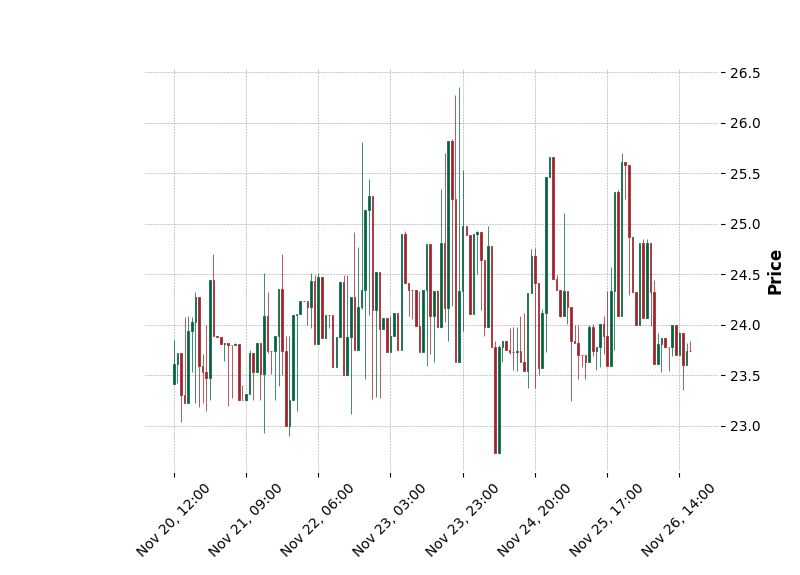 26.5
26.0
25.5
25.0
24.5
24.0
23.5
23.0
Price
Nov 20, 12:00
Nov 21, 09:00
Nov 22, 06:00
Nov 23, 03:00
Nov 23, 23:00
Nov 24, 20:00
Nov 25, 17:00
Nov 26, 14:00